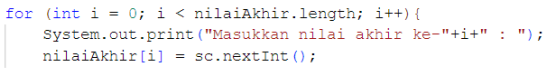 for (int i = 0; i < nilaiAkhir.length; i++){
System.out.print("Masukkan nilai akhir ke-"+i+" : ");
nilaiAkhir[i] = sc.nextInt();